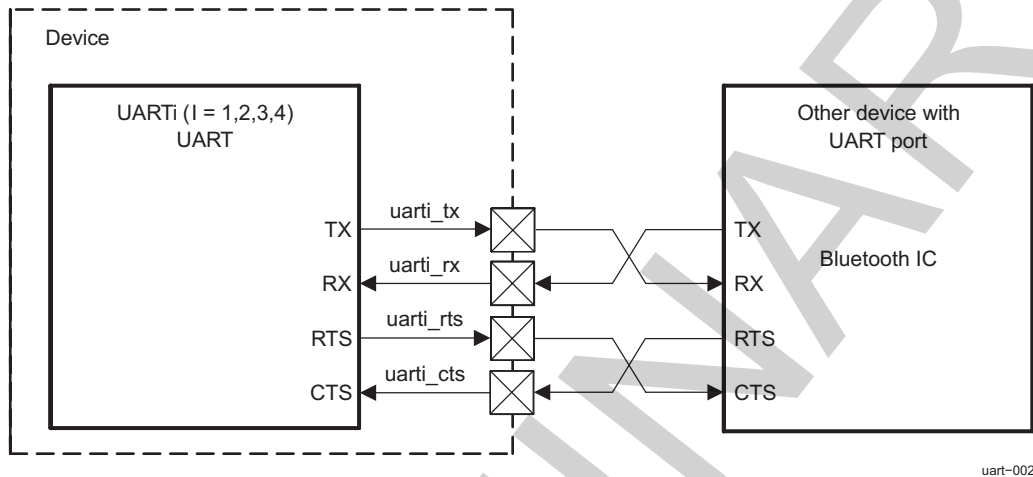 Device
UARTi (I = 1,2,3,4)
UART
TX
RX
RTS
CTS
uarti_tx
uarti_rx
uarti_rts
uarti_cts
Other device with
UART port
TX
RX
RTS
CTS
Bluetooth IC
uart−002